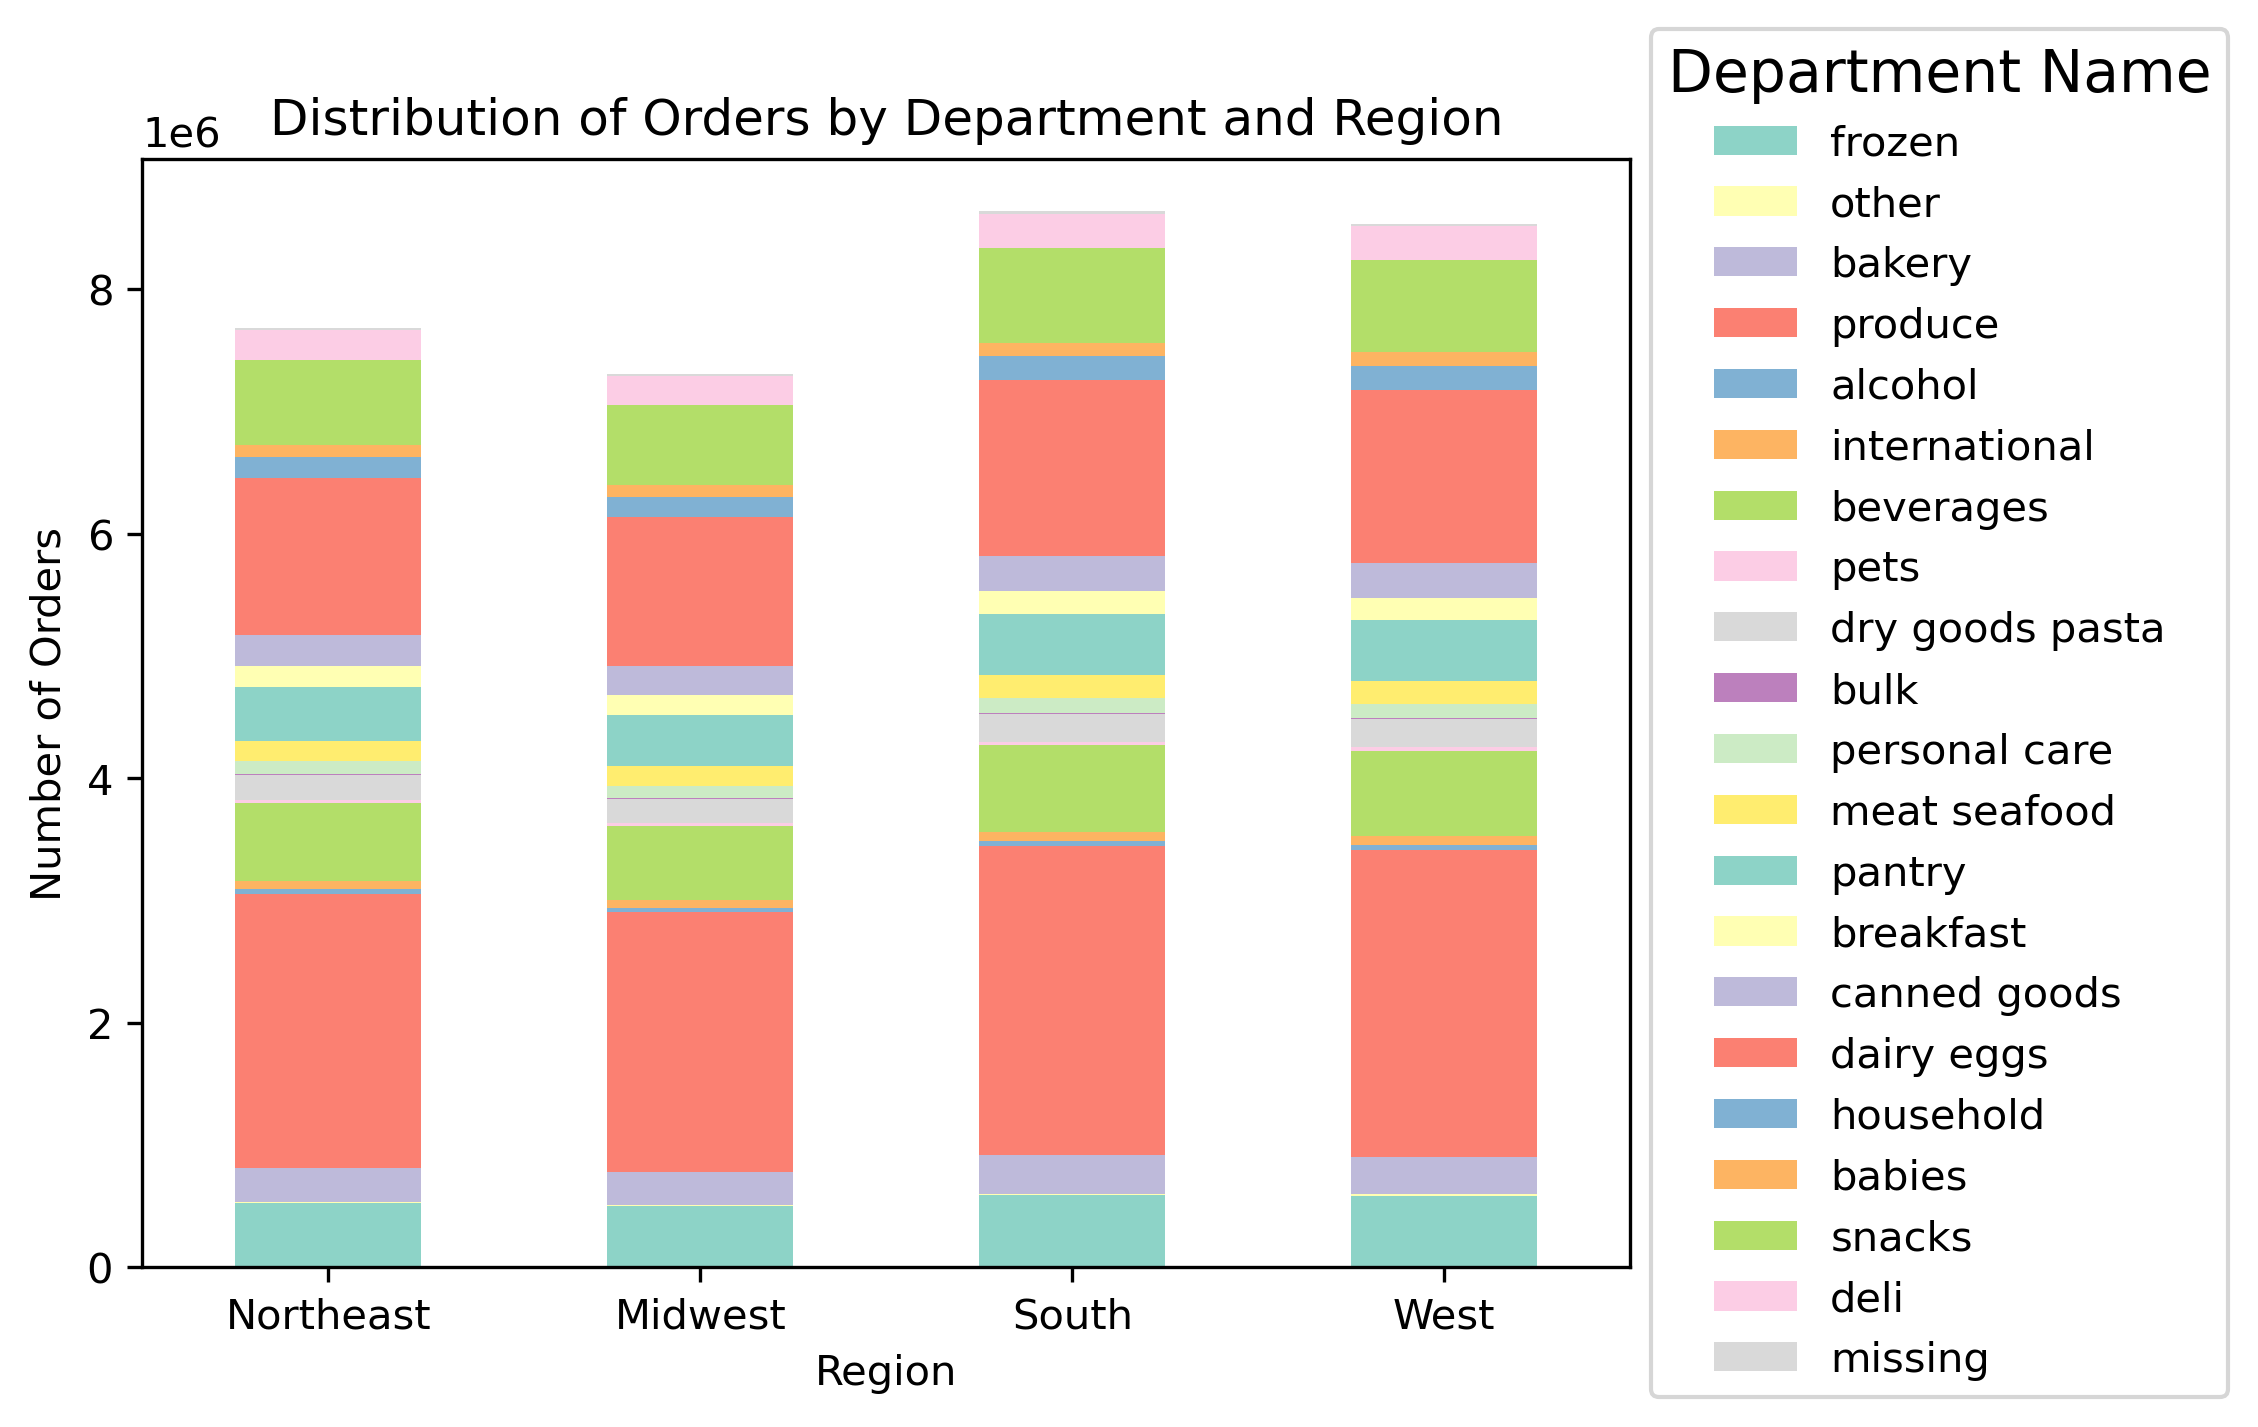 Distribution of Orders by Department and Region
1e6
8
6
4
2
0
Number of Orders
Northeast
Midwest
South
West
Region
Department Name
frozen
other
bakery
produce
alcohol
international
beverages
pets
dry goods pasta
bulk
personal care
meat seafood
pantry
breakfast
canned goods
dairy eggs
household
babies
snacks
deli
missing